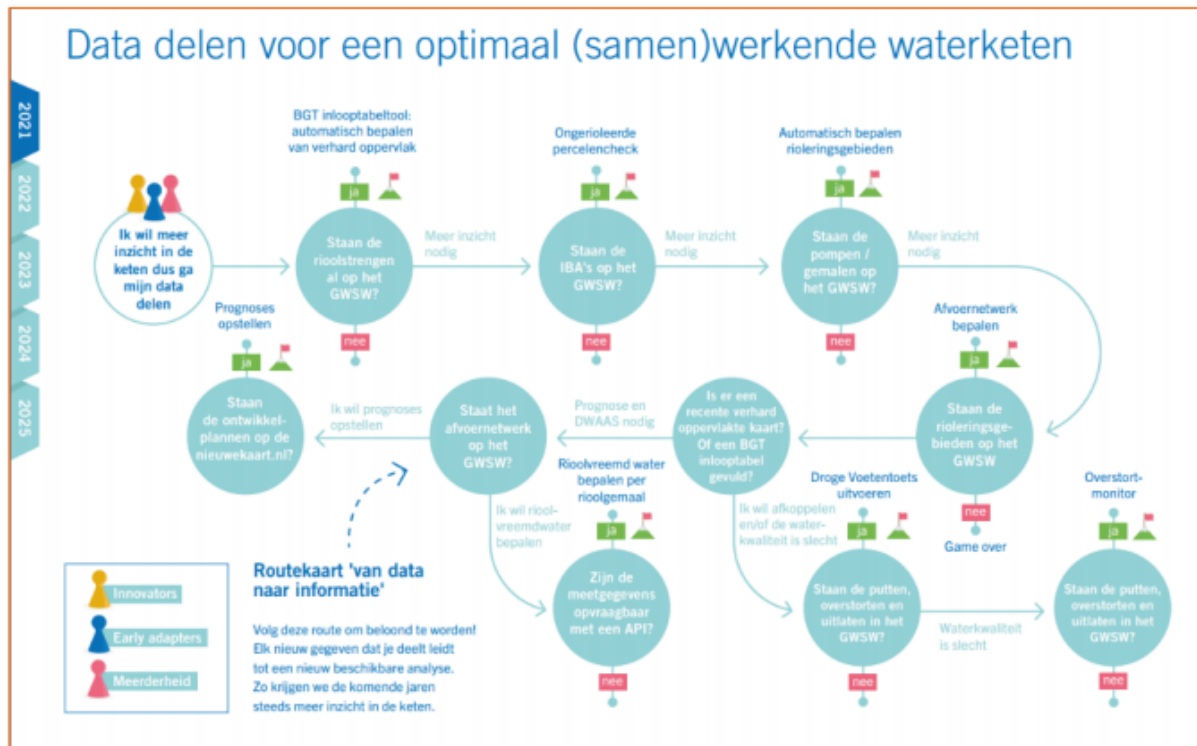 Data delen voor een optimaal (samen)werkende waterketen
2021
2022
2023
2024
2025
Ik wil meer
inzicht in de
keten dus ga
mijn data
delen
BGT inlooptabeltool:
automatisch bepalen
van verhard oppervlak
ja
Staan de
rioolstrengen
al op het
GWSW?
nee
Meer inzicht
nodig
Ongerioleerde
percelencheck
ja
Staan de
IBA's op het
GWSW?
nee
Meer inzicht
nodig
Automatisch bepalen
rioleringsgebieden
ja
Staan de
pompen /
gemalen op
het GWSW?
nee
Meer inzicht
nodig
Afvoernetwerk
bepalen
ja
Staan de
rioleringsge-
bieden op het
GWSW
nee
Game over
Is er een
recente verhard
oppervlakte kaart?
Of een BGT
inlooptabel
gevuld?
Prognose en
DWAAS nodig
Staat het
afvoernetwerk
op het
GWSW?
Ik wil prognoses
opstellen
Prognoses
opstellen
ja
Staan
de ontwikkel-
plannen op de
nieuwekaart.nl?
Ik wil riool-
vreemdwater
bepalen
Rioolvreemd water
bepalen per
rioolgemaal
ja
Zijn de
meetgegevens
opvraagbaar
met een API?
nee
Ik wil afkoppelen
en/of de water-
kwaliteit is slecht
Droge Voetentoets
uitvoeren
ja
Staan de putten,
overstorten en
uitlaten in het
GWSW?
nee
Waterkwaliteit
is slecht
Overstort-
monitor
ja
Staan de putten,
overstorten en
uitlaten in het
GWSW?
nee
Innovators
Early adapters
Meerderheid
Routekaart 'van data
naar informatie'
Volg deze route om beloond te worden!
Elk nieuw gegeven dat je deelt leidt
tot een nieuw beschikbare analyse.
Zo krijgen we de komende jaren
steeds meer inzicht in de keten.